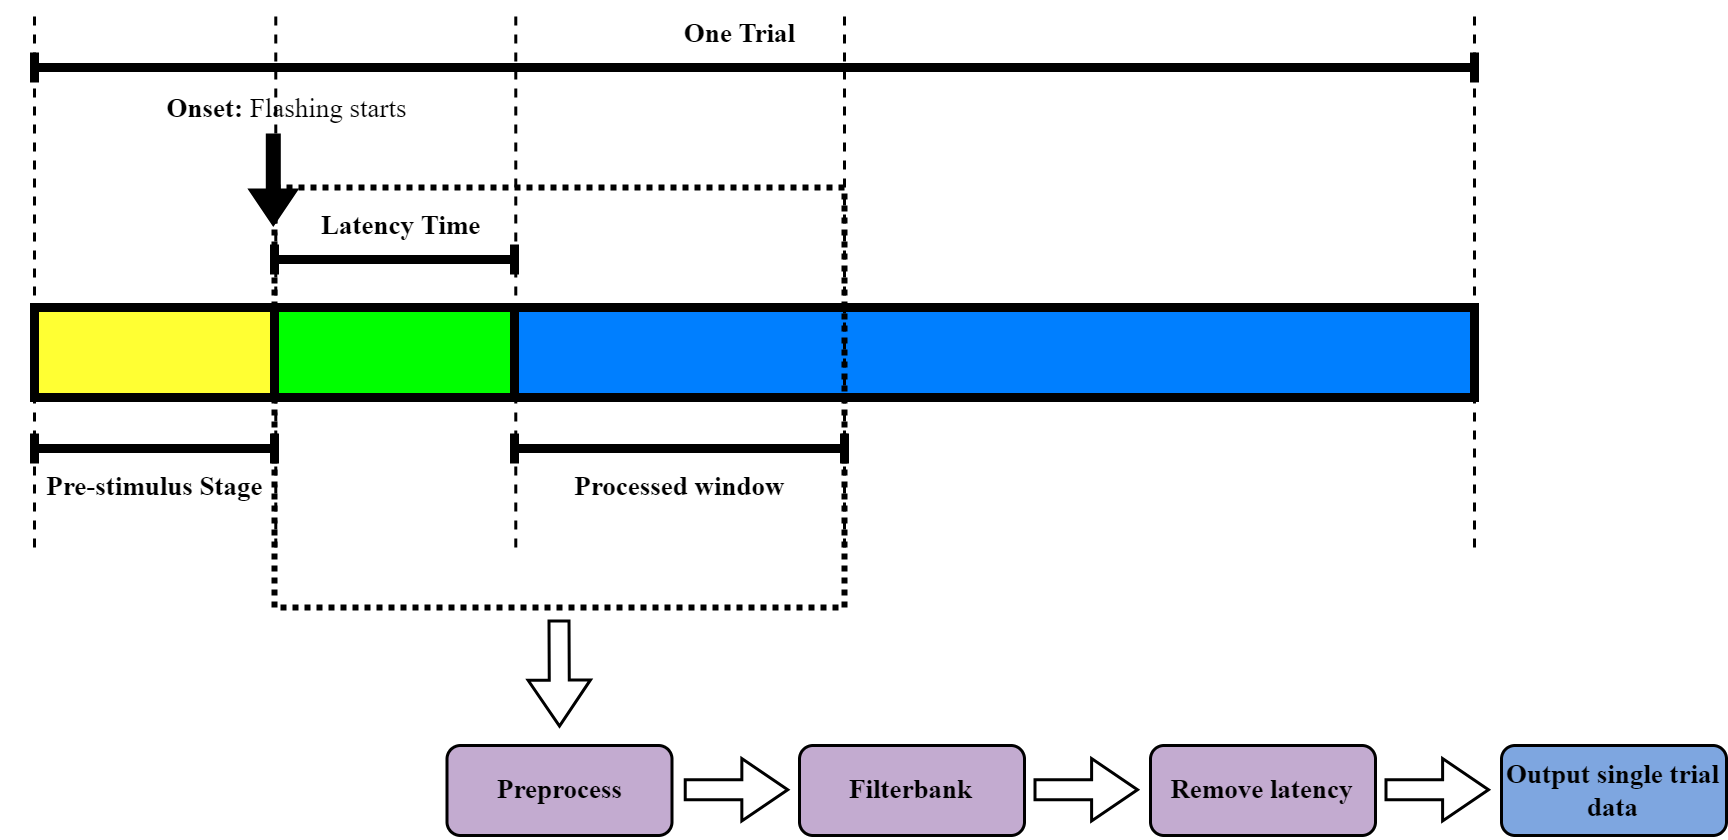 One Trial
Onset: Flashing starts
Latency Time
Pre-stimulus Stage
Processed window
Preprocess
Filterbank
Remove latency
Output single trial
data